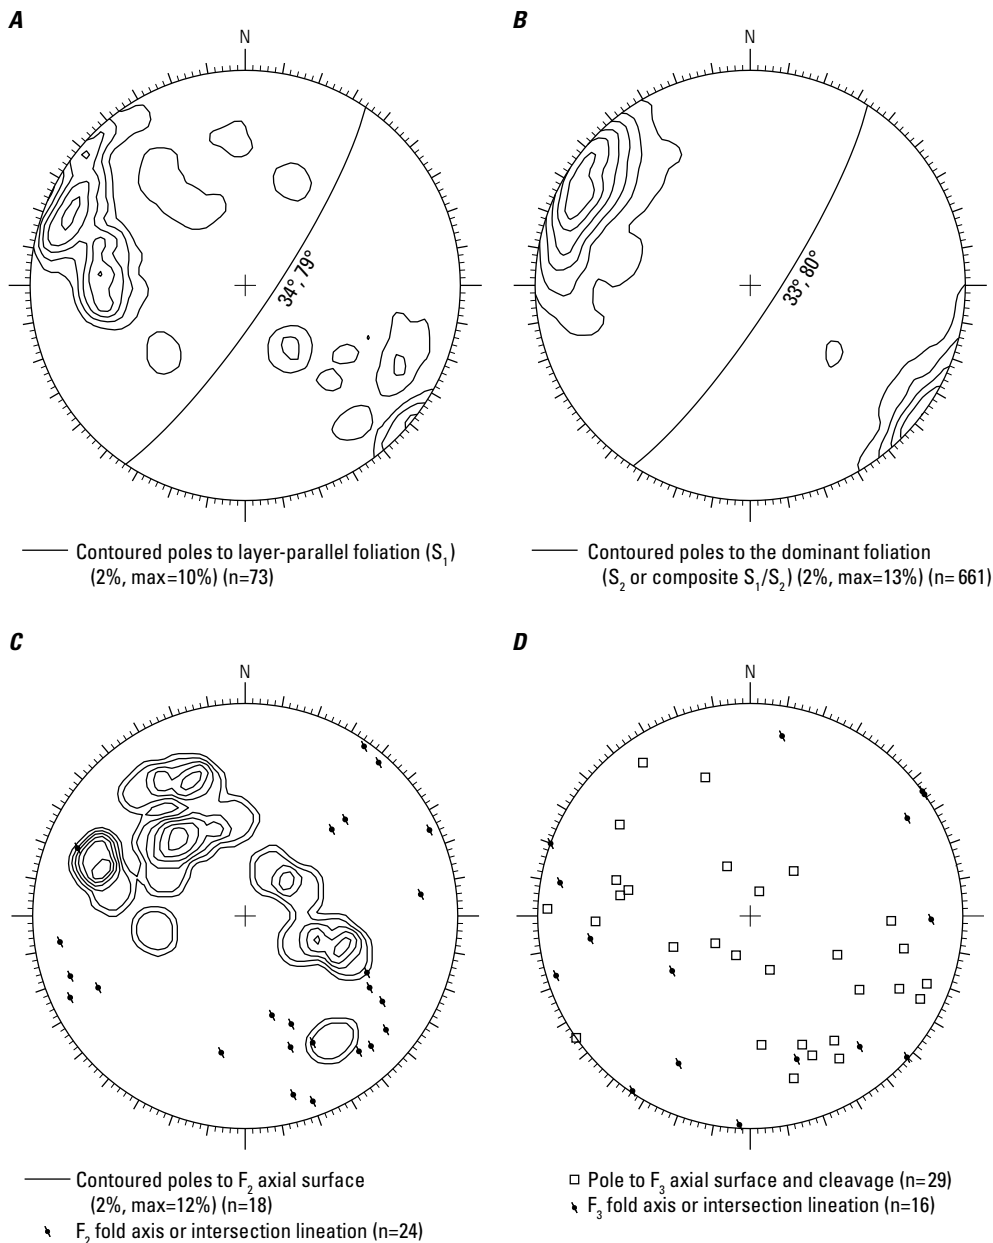 A
N
34°, 79°
Contoured poles to layer-parallel foliation (S1)
(2%, max=10%) (n=73)
B
N
33°, 80°
Contoured poles to the dominant foliation
(S2 or composite S1/S2) (2%, max=13%) (n=661)
C
N
Contoured poles to F2 axial surface
(2%, max=12%) (n=18)
F2 fold axis or intersection lineation (n=24)
D
N
Pole to F3 axial surface and cleavage (n=29)
F3 fold axis or intersection lineation (n=16)